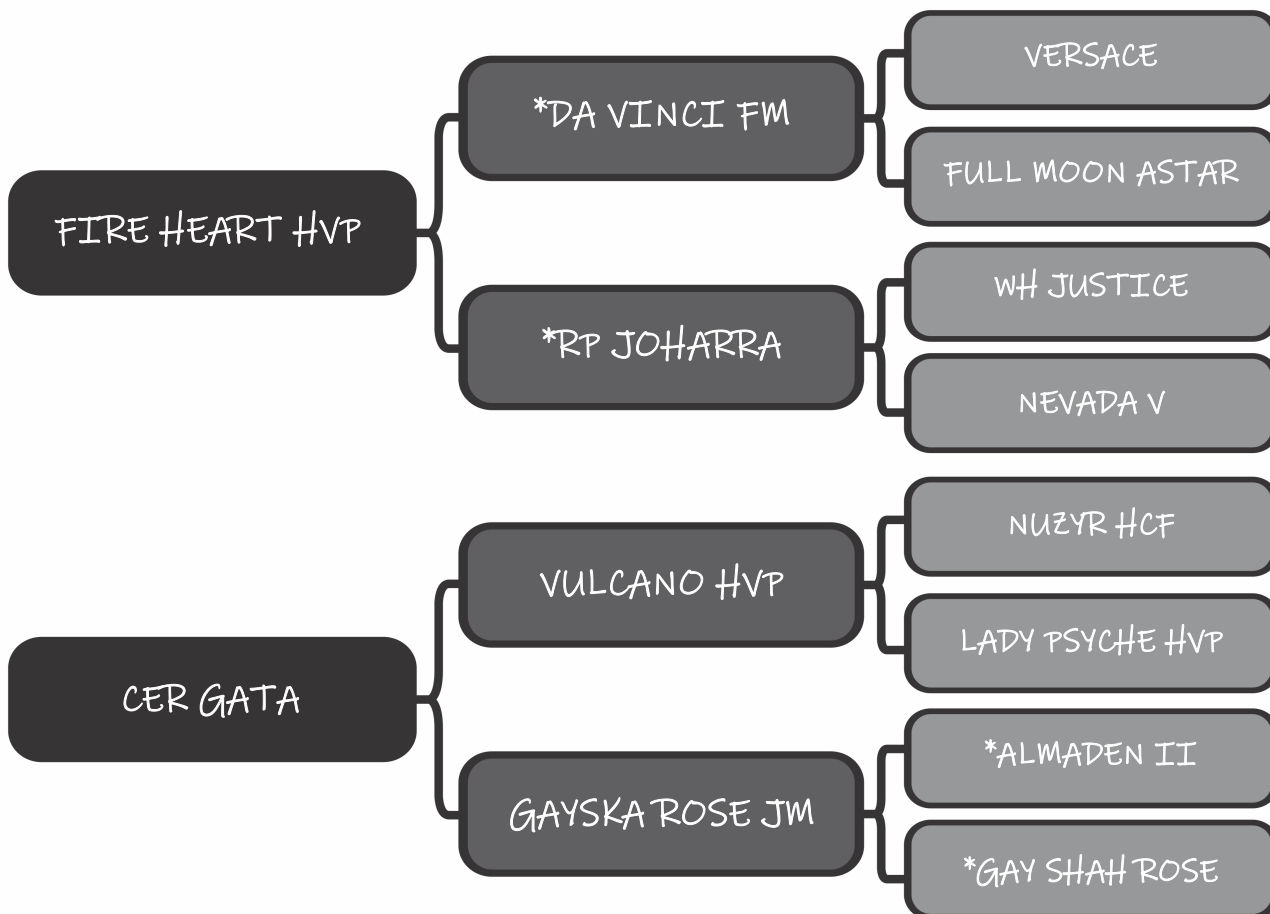 VERSACE
*DA VINCI FM
FULL MOON ASTAR
FIRE HEART HVP
WH JUSTICE
*RP JOHARRA
NEVADA V
NUZYR HCF
VULCANO HVP
LADY PSYCHE HVP
CER GATA
*ALMADEN II
GAYSKA ROSE JM
*GAY SHAH ROSE